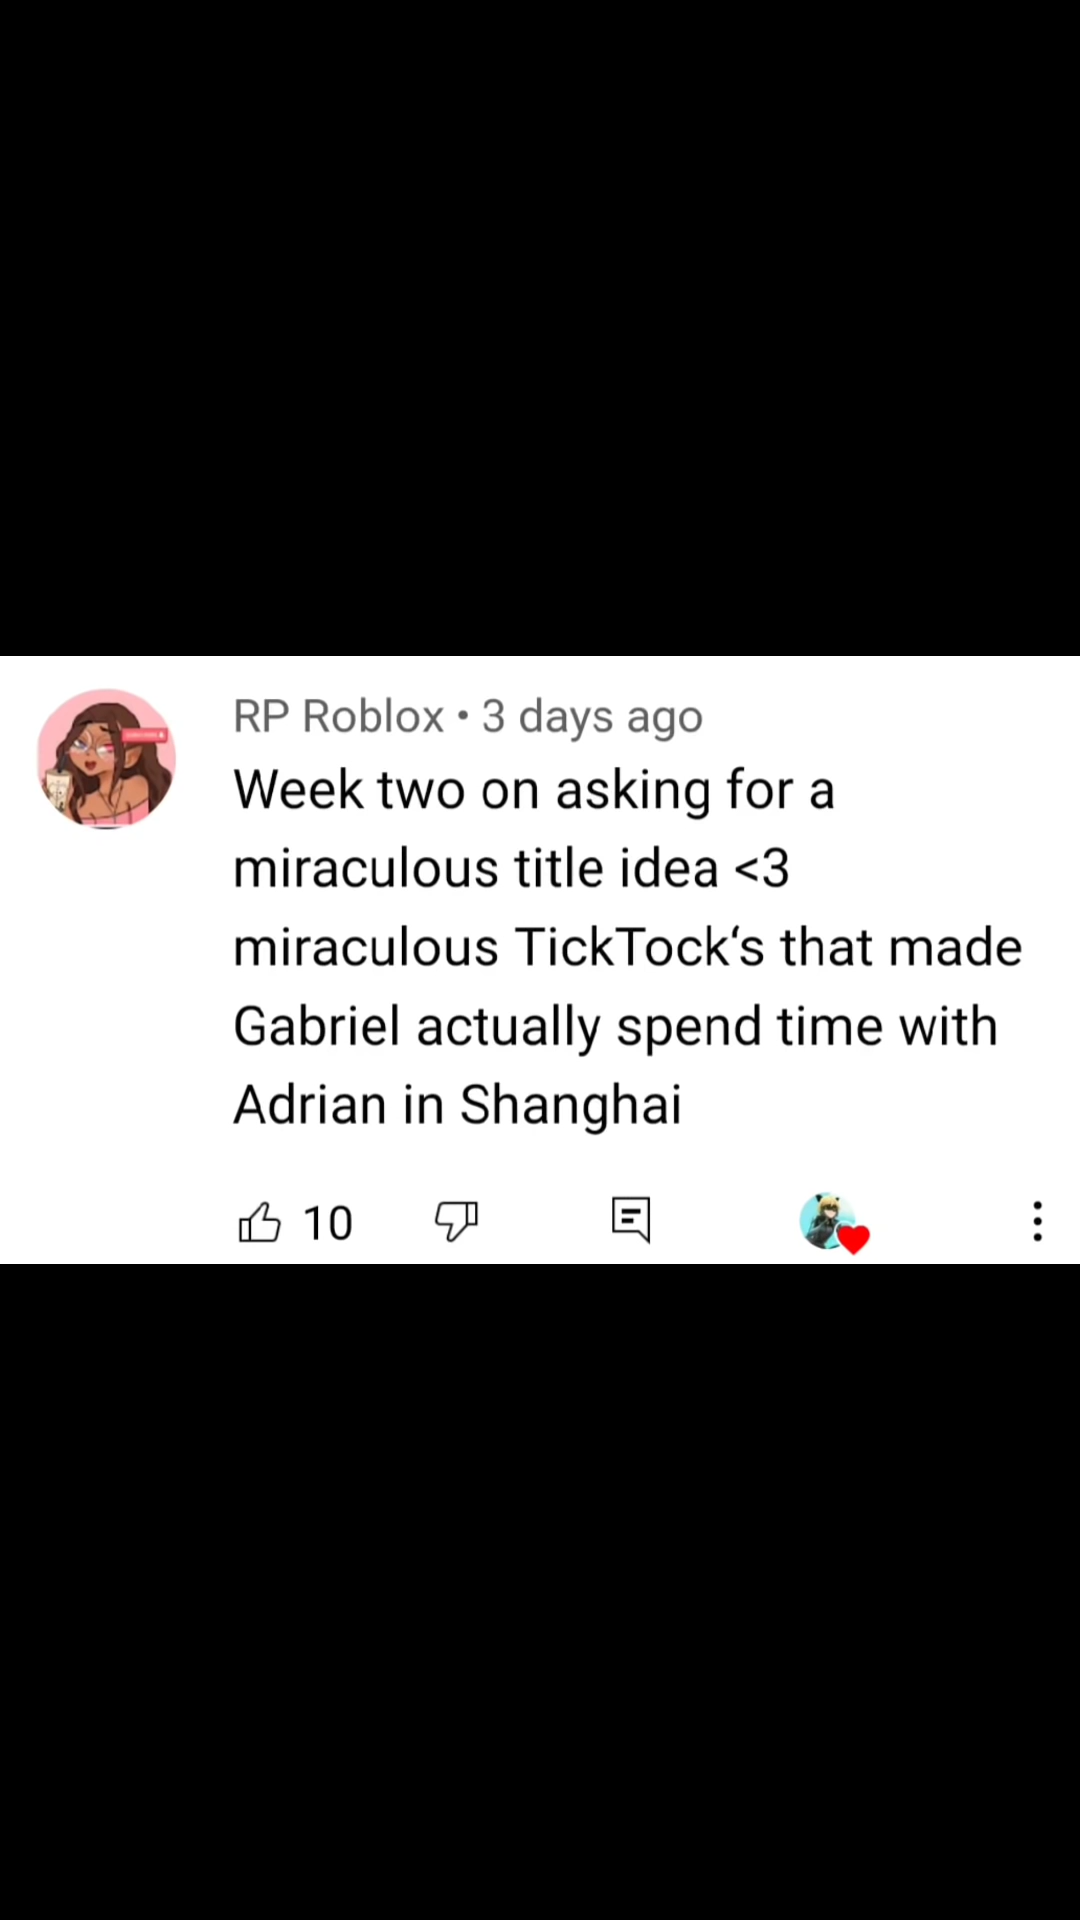 RP Roblox • 3 days ago
Week two on asking for a
miraculous title idea <3
miraculous TickTock‘s that made
Gabriel actually spend time with
Adrian in Shanghai
10